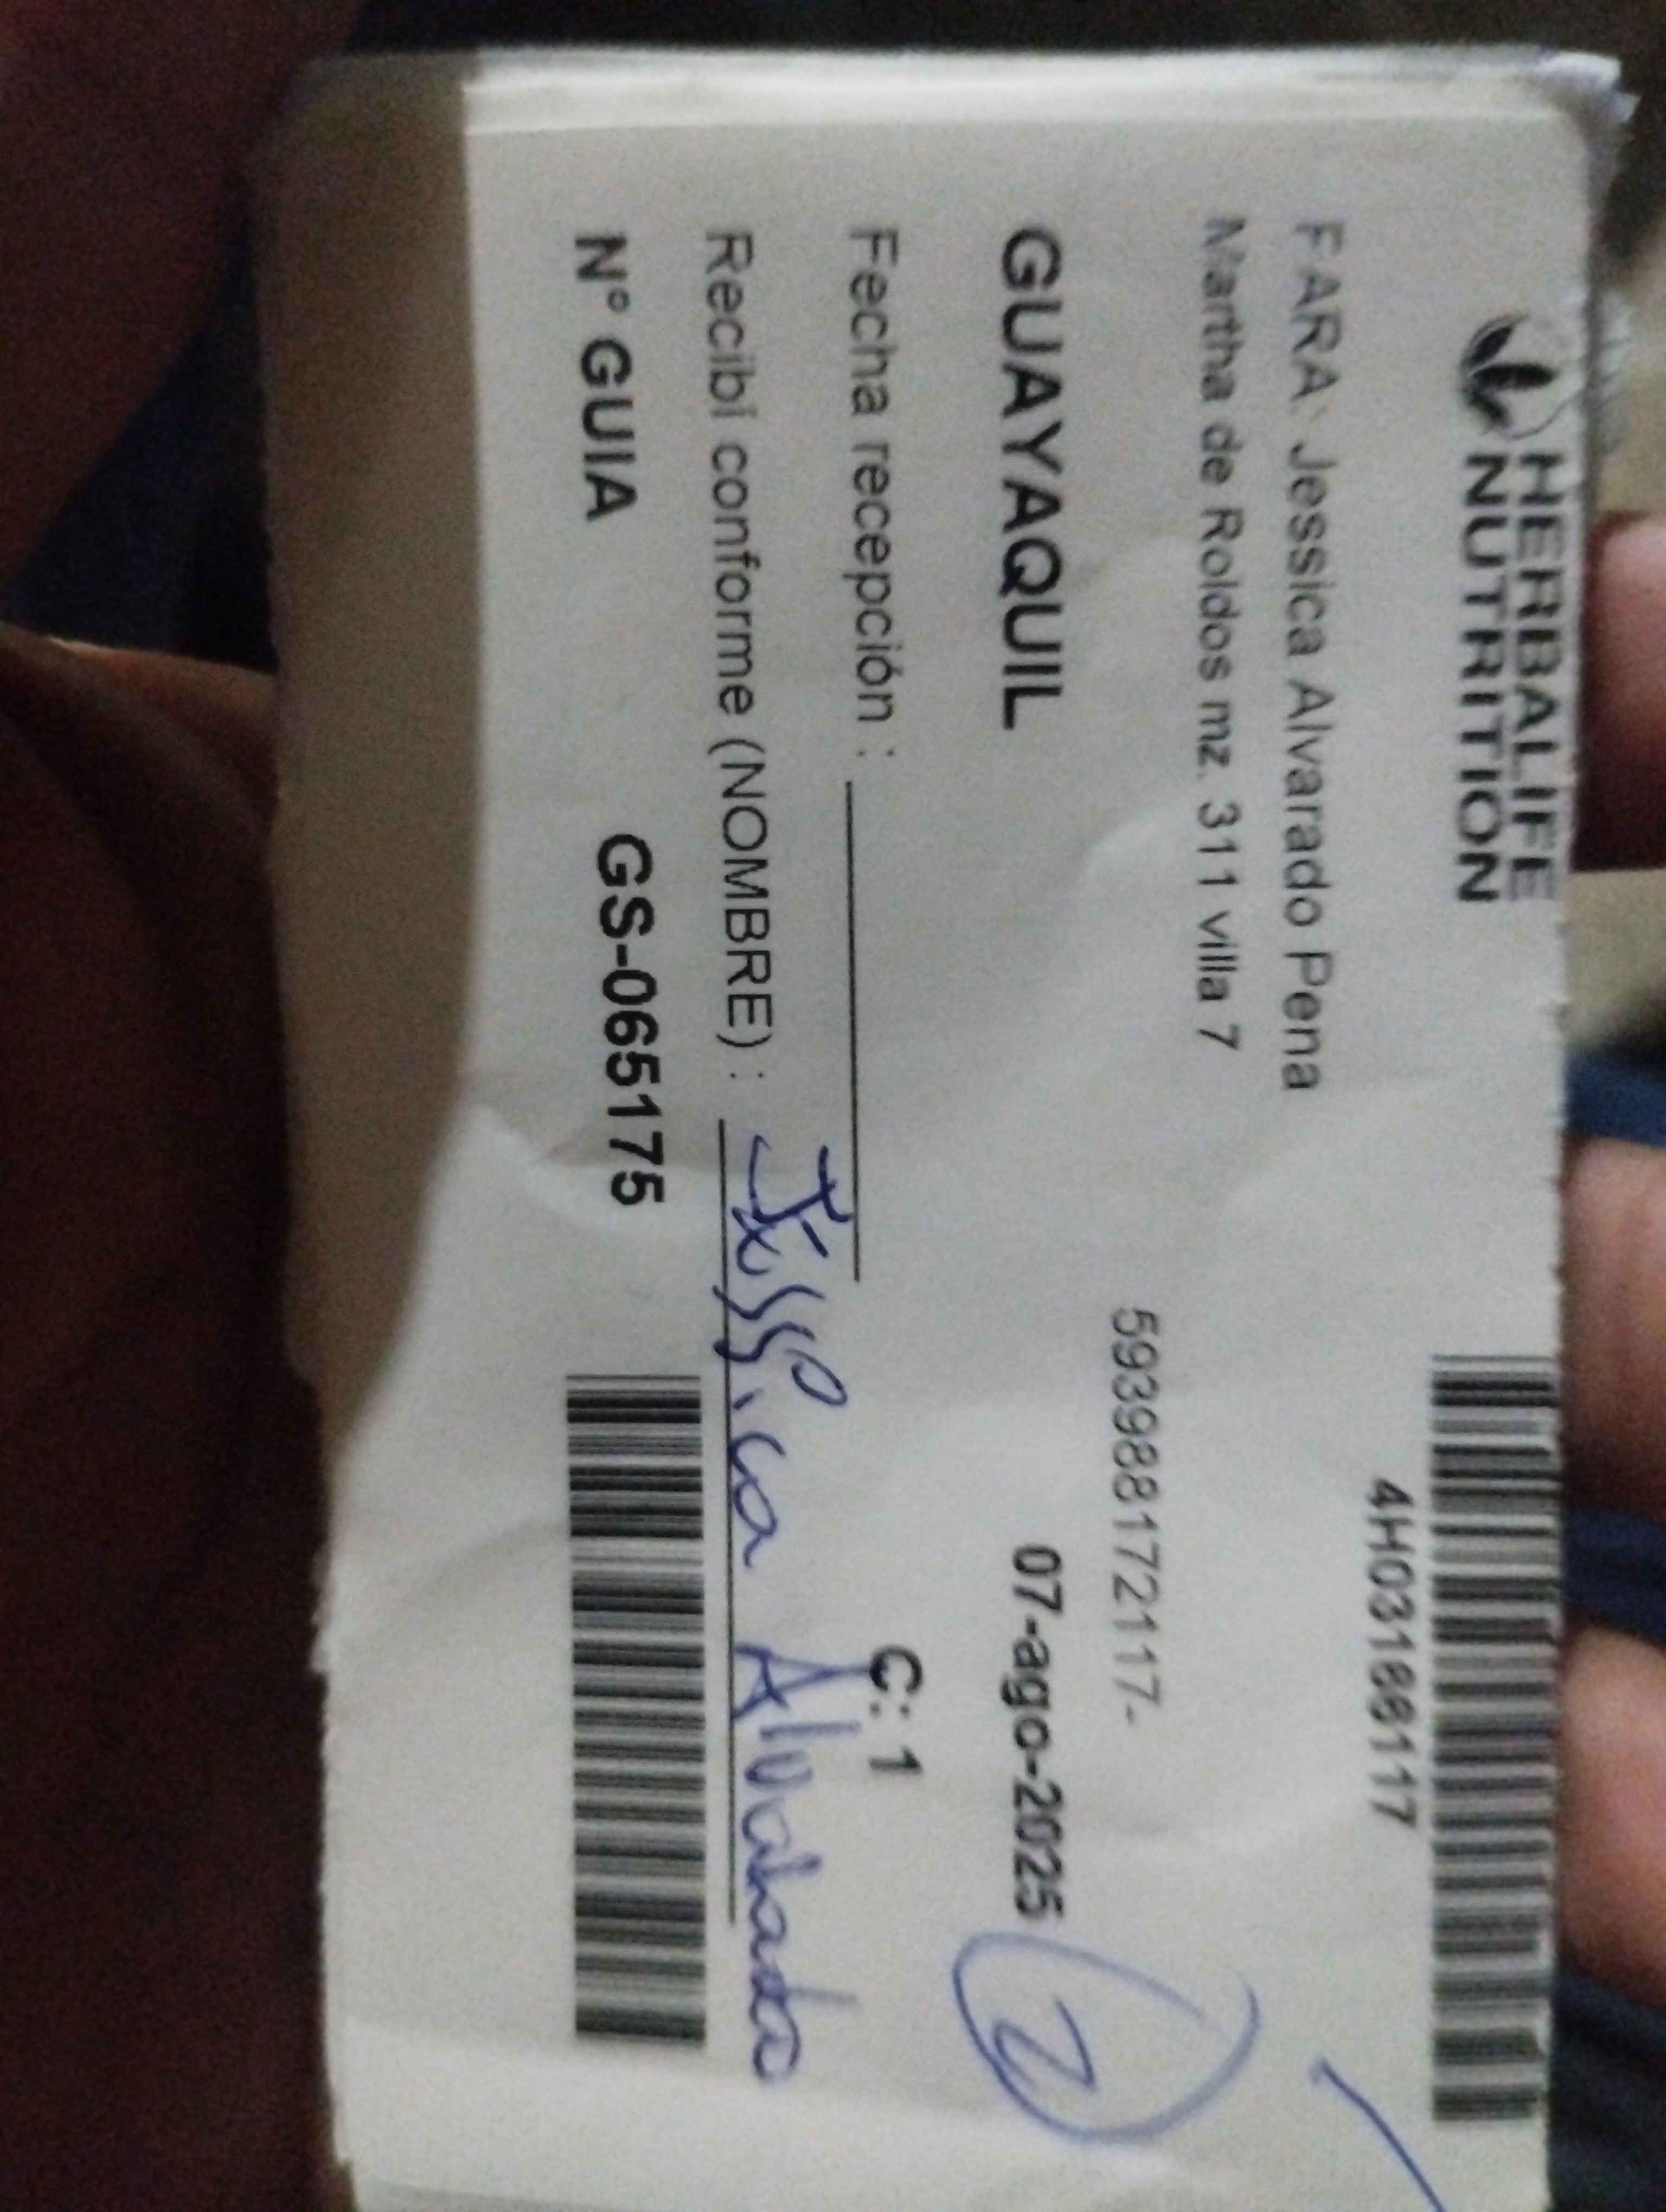 HERBALIFE
NUTRITION
4H03188117
PARA: Jessica Alvarado Pena
Martha de Roldos mz. 311 villa 7
593988172117-
GUAYAQUIL
07-ago-2025
Fecha recepción :
C: 1
Recibí conforme (NOMBRE) : Jessica Alvarado
N° GUIA GS-065175